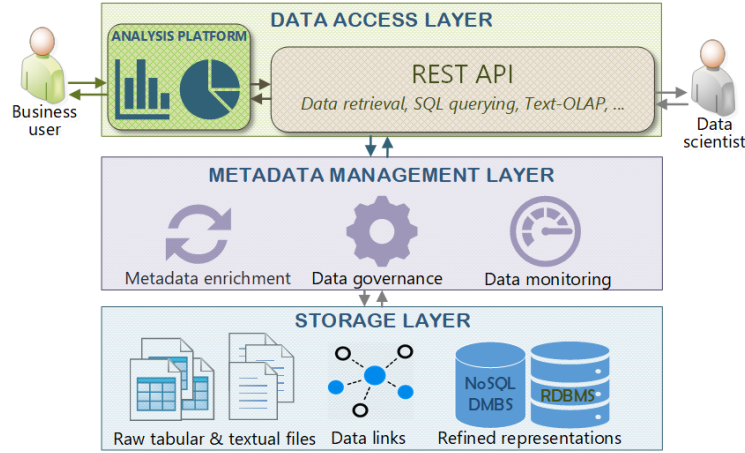 DATA ACCESS LAYER
ANALYSIS PLATFORM
REST API
Data retrieval, SQL querying, Text-OLAP, ...
Business
user
Data
scientist
METADATA MANAGEMENT LAYER
Metadata enrichment
Data governance
Data monitoring
STORAGE LAYER
NoSQL
DMBS
RDBMS
Raw tabular & textual files
Data links
Refined representations